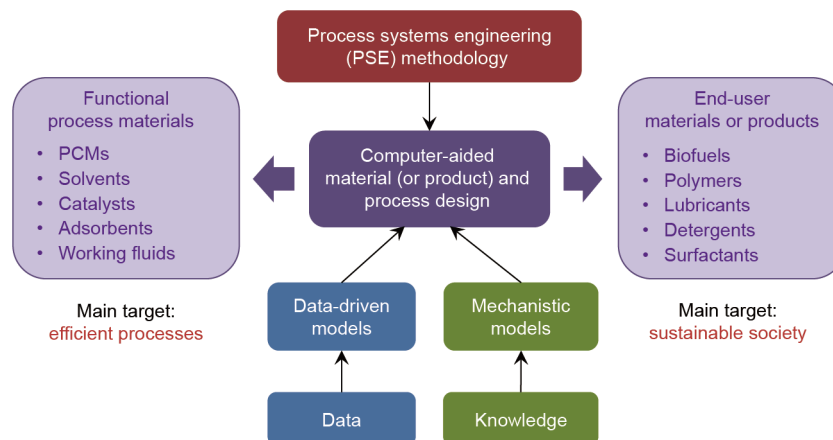 Process systems engineering
(PSE) methodology
Functional
process materials
• PCMs
• Solvents
• Catalysts
• Adsorbents
• Working fluids
Main target:
efficient processes
Computer-aided
material (or product) and
process design
End-user
materials or products
• Biofuels
• Polymers
• Lubricants
• Detergents
• Surfactants
Main target:
sustainable society
Data-driven
models
Mechanistic
models
Data
Knowledge